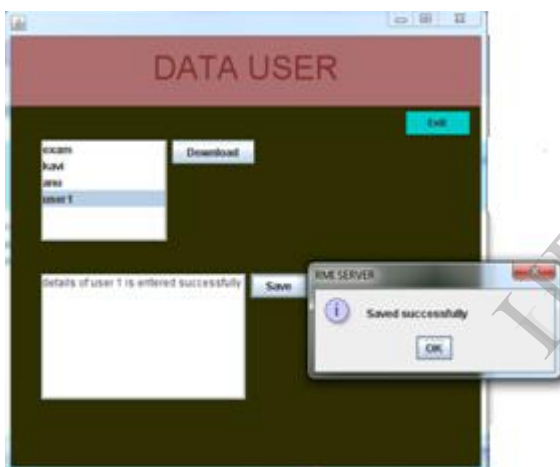 DATA USER
Exit
exam
kavi
anu
user1
Download
details of user 1 is entered successfully
Save
RMI SERVER
Saved successfully
OK